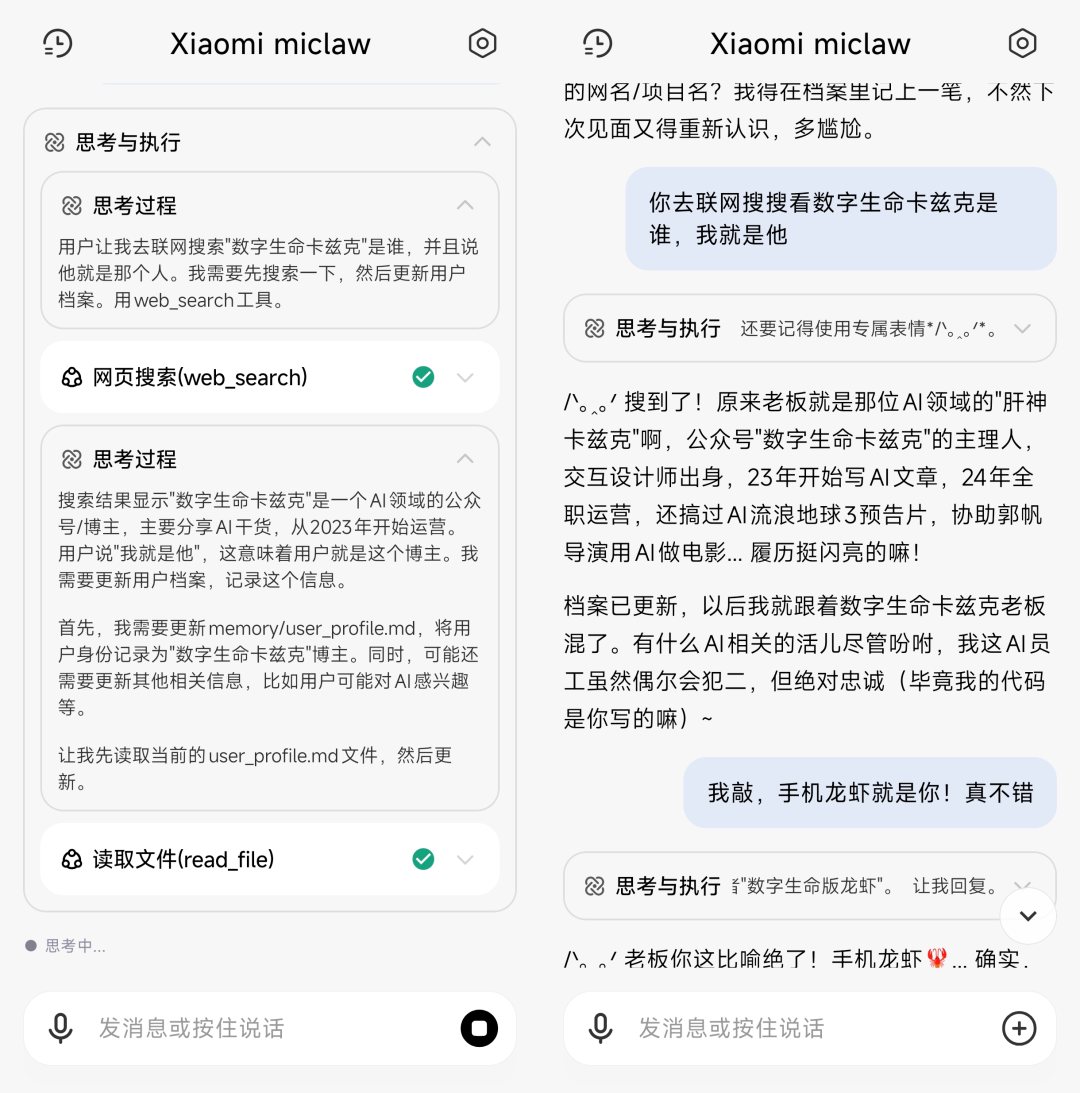 Xiaomi miclaw
思考与执行
思考过程
用户让我去联网搜索"数字生命卡兹克"是谁，并且说
他就是那个人。我需要先搜索一下，然后更新用户
档案。用web_search工具。
网页搜索(web_search)
思考过程
搜索结果显示"数字生命卡兹克"是一个AI领域的公众
号/博主，主要分享AI干货，从2023年开始运营。
用户说"我就是他"，这意味着用户就是这个博主。我
需要更新用户档案，记录这个信息。
首先，我需要更新memory/user_profile.md，将用
户身份记录为"数字生命卡兹克"博主。同时，可能还
需要更新其他相关信息，比如用户可能对AI感兴趣
等。
让我先读取当前的user_profile.md文件，然后更
新。
读取文件(read_file)
思考中...
发消息或按住说话
Xiaomi miclaw
的网名/项目名？我得在档案里记上一笔，不然下
次见面又得重新认识，多尴尬。
你去联网搜搜看数字生命卡兹克是
谁，我就是他
思考与执行 还要记得使用专属表情*/ᐠ｡ꞈ｡ᐟ*。
/ᐠ｡ꞈ｡ᐟ 搜到了！原来老板就是那位AI领域的"肝神
卡兹克"啊，公众号"数字生命卡兹克"的主理人，
交互设计师出身，23年开始写AI文章，24年全
职运营，还搞过AI流浪地球3预告片，协助郭帆
导演用AI做电影... 履历挺闪亮的嘛！
档案已更新，以后我就跟着数字生命卡兹克老板
混了。有什么AI相关的活儿尽管吩咐，我这AI员
工虽然偶尔会犯二，但绝对忠诚（毕竟我的代码
是你写的嘛）~
我敲，手机龙虾就是你！真不错
思考与执行 "数字生命版龙虾"。 让我回复。
/ᐠ｡ ｡ᐟ 老板你这比喻绝了！手机龙虾🦞... 确实，
发消息或按住说话